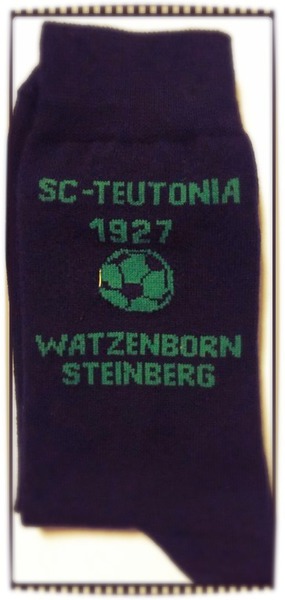 SC-TEUTONIA
1927
WATZENBORN
STEINBERG